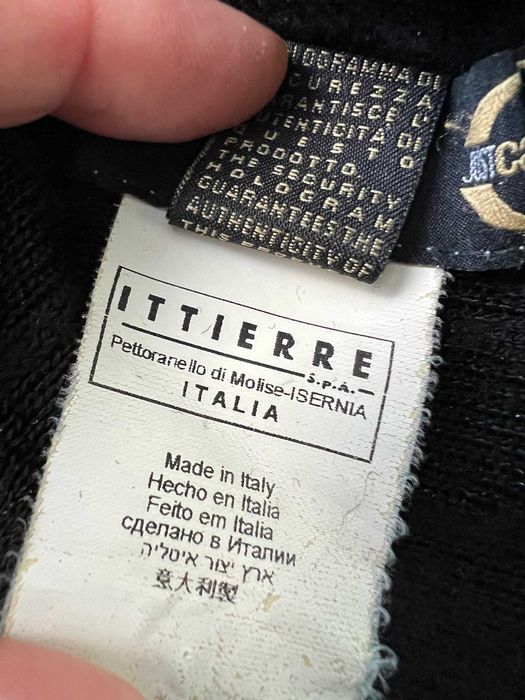 OLOGRAMMA DI
SICUREZZA
GARANTISCE L'
AUTENTICITÀ DI
QUESTO
PRODOTTO
THE SECURITY
HOLOGRAM
GUARANTEES THE
AUTHENTICITY OF
JUST
ITTIERRE
S.p.A.
Pettoranello di Molise-ISERNIA
ITALIA
Made in Italy
Hecho en Italia
Feito em Italia
сделано в Италии
ארץ יצור איטליה
意大利製